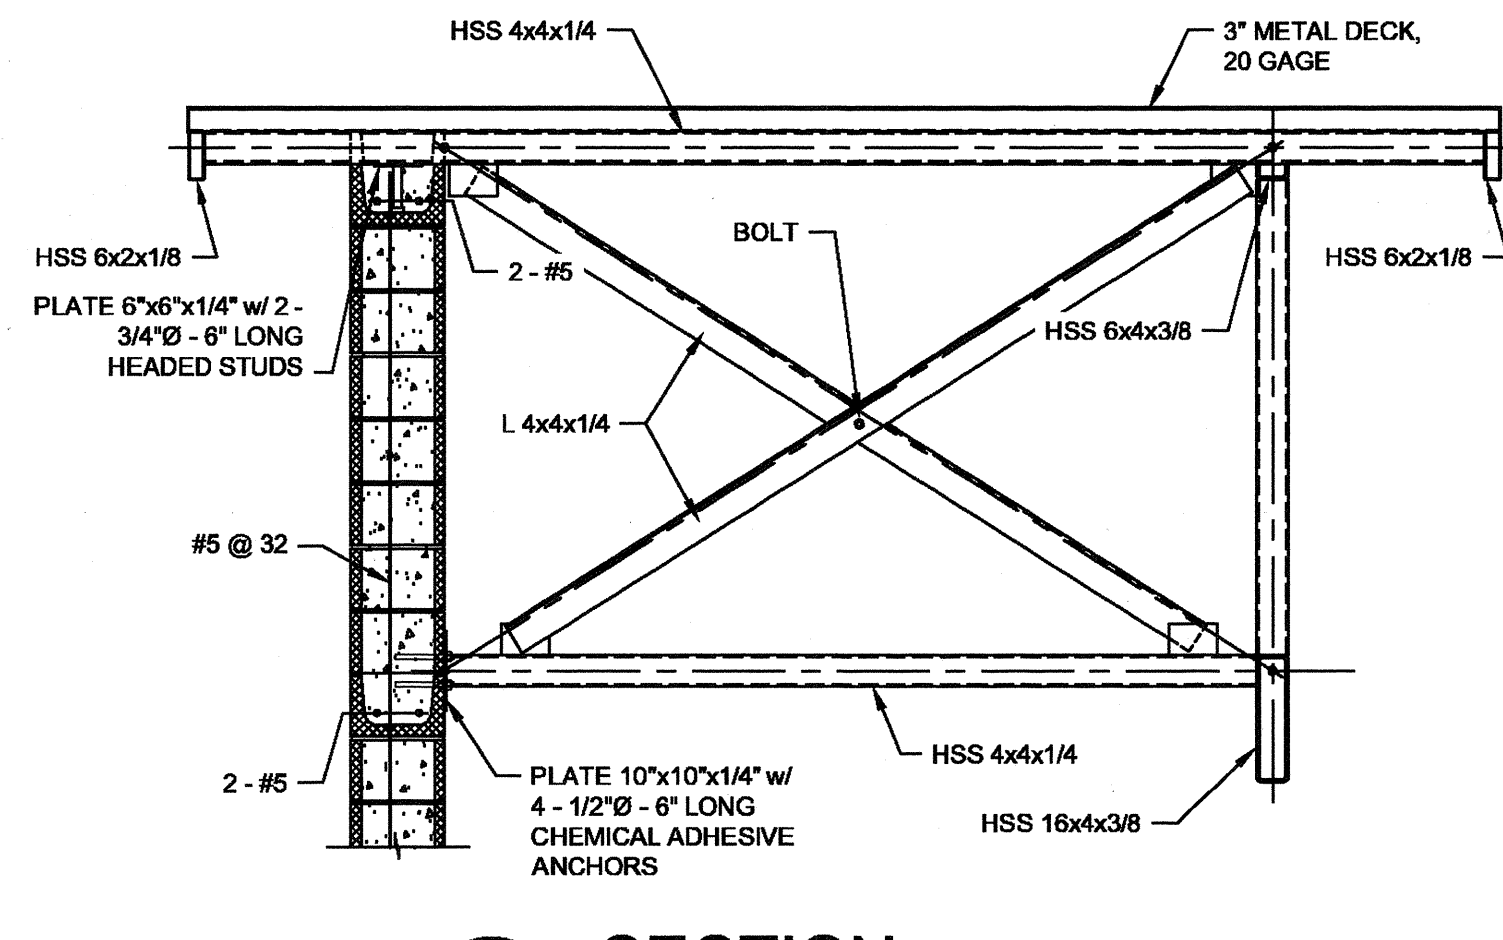 HSS 4x4x1/4
3" METAL DECK,
20 GAGE
BOLT
HSS 6x2x1/8
2 - #5
HSS 6x2x1/8
PLATE 6"x6"x1/4" w/ 2 -
3/4"Ø - 6" LONG
HEADED STUDS
HSS 6x4x3/8
L 4x4x1/4
#5 @ 32
HSS 4x4x1/4
2 - #5
PLATE 10"x10"x1/4" w/
4 - 1/2"Ø - 6" LONG
CHEMICAL ADHESIVE
ANCHORS
HSS 16x4x3/8
SECTION